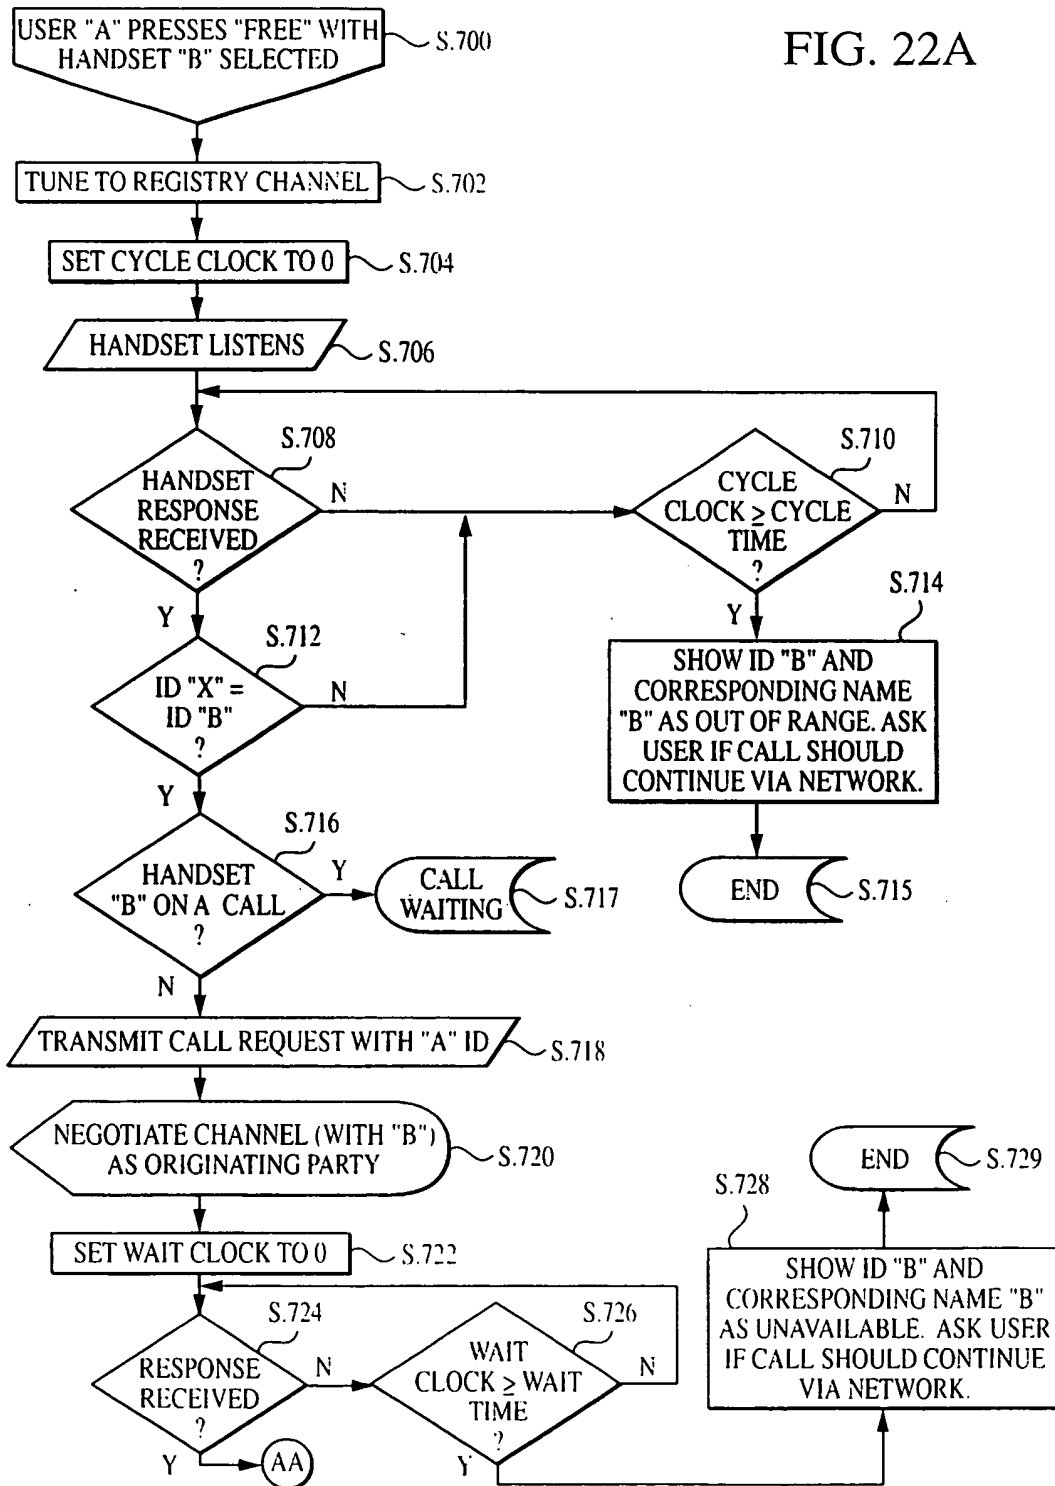 USER "A" PRESSES "FREE" WITH
HANDSET "B" SELECTED
S.700
FIG. 22A
TUNE TO REGISTRY CHANNEL
S.702
SET CYCLE CLOCK TO 0
S.704
HANDSET LISTENS
S.706
S.708
HANDSET
RESPONSE
RECEIVED
?
N
Y
S.710
CYCLE
CLOCK ≥ CYCLE
TIME
?
N
Y
S.712
ID "X" =
ID "B"
?
N
Y
S.714
SHOW ID "B" AND
CORRESPONDING NAME
"B" AS OUT OF RANGE. ASK
USER IF CALL SHOULD
CONTINUE VIA NETWORK.
END
S.715
S.716
HANDSET
"B" ON A CALL
?
Y
N
CALL
WAITING
S.717
TRANSMIT CALL REQUEST WITH "A" ID
S.718
NEGOTIATE CHANNEL (WITH "B")
AS ORIGINATING PARTY
S.720
SET WAIT CLOCK TO 0
S.722
S.724
RESPONSE
RECEIVED
?
N
Y
AA
S.726
WAIT
CLOCK ≥ WAIT
TIME
?
N
Y
S.728
SHOW ID "B" AND
CORRESPONDING NAME "B"
AS UNAVAILABLE. ASK USER
IF CALL SHOULD CONTINUE
VIA NETWORK.
END
S.729